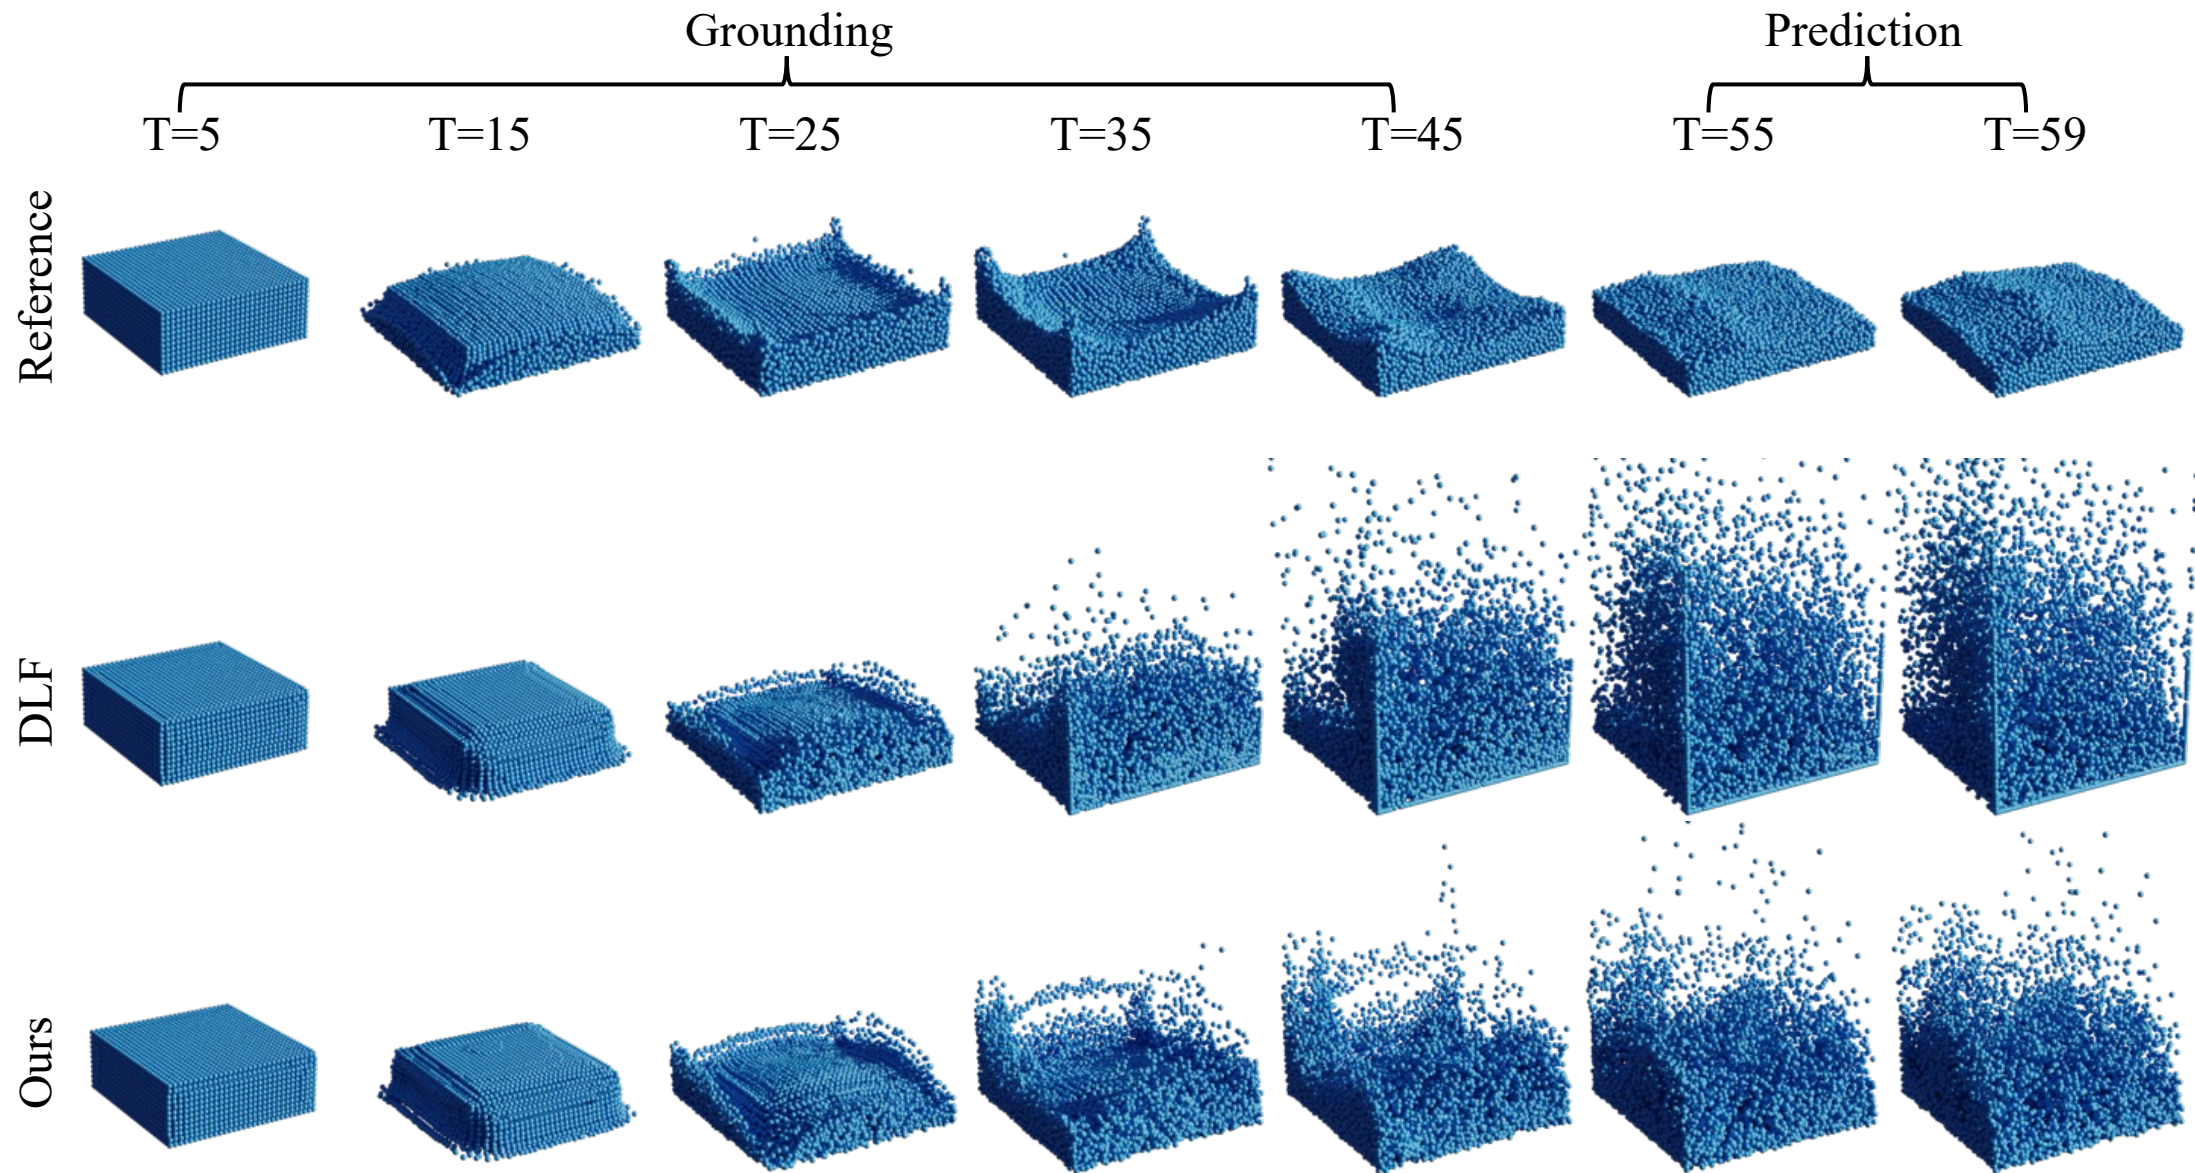 Grounding
Prediction
T=5
T=15
T=25
T=35
T=45
T=55
T=59
Reference
DLF
Ours